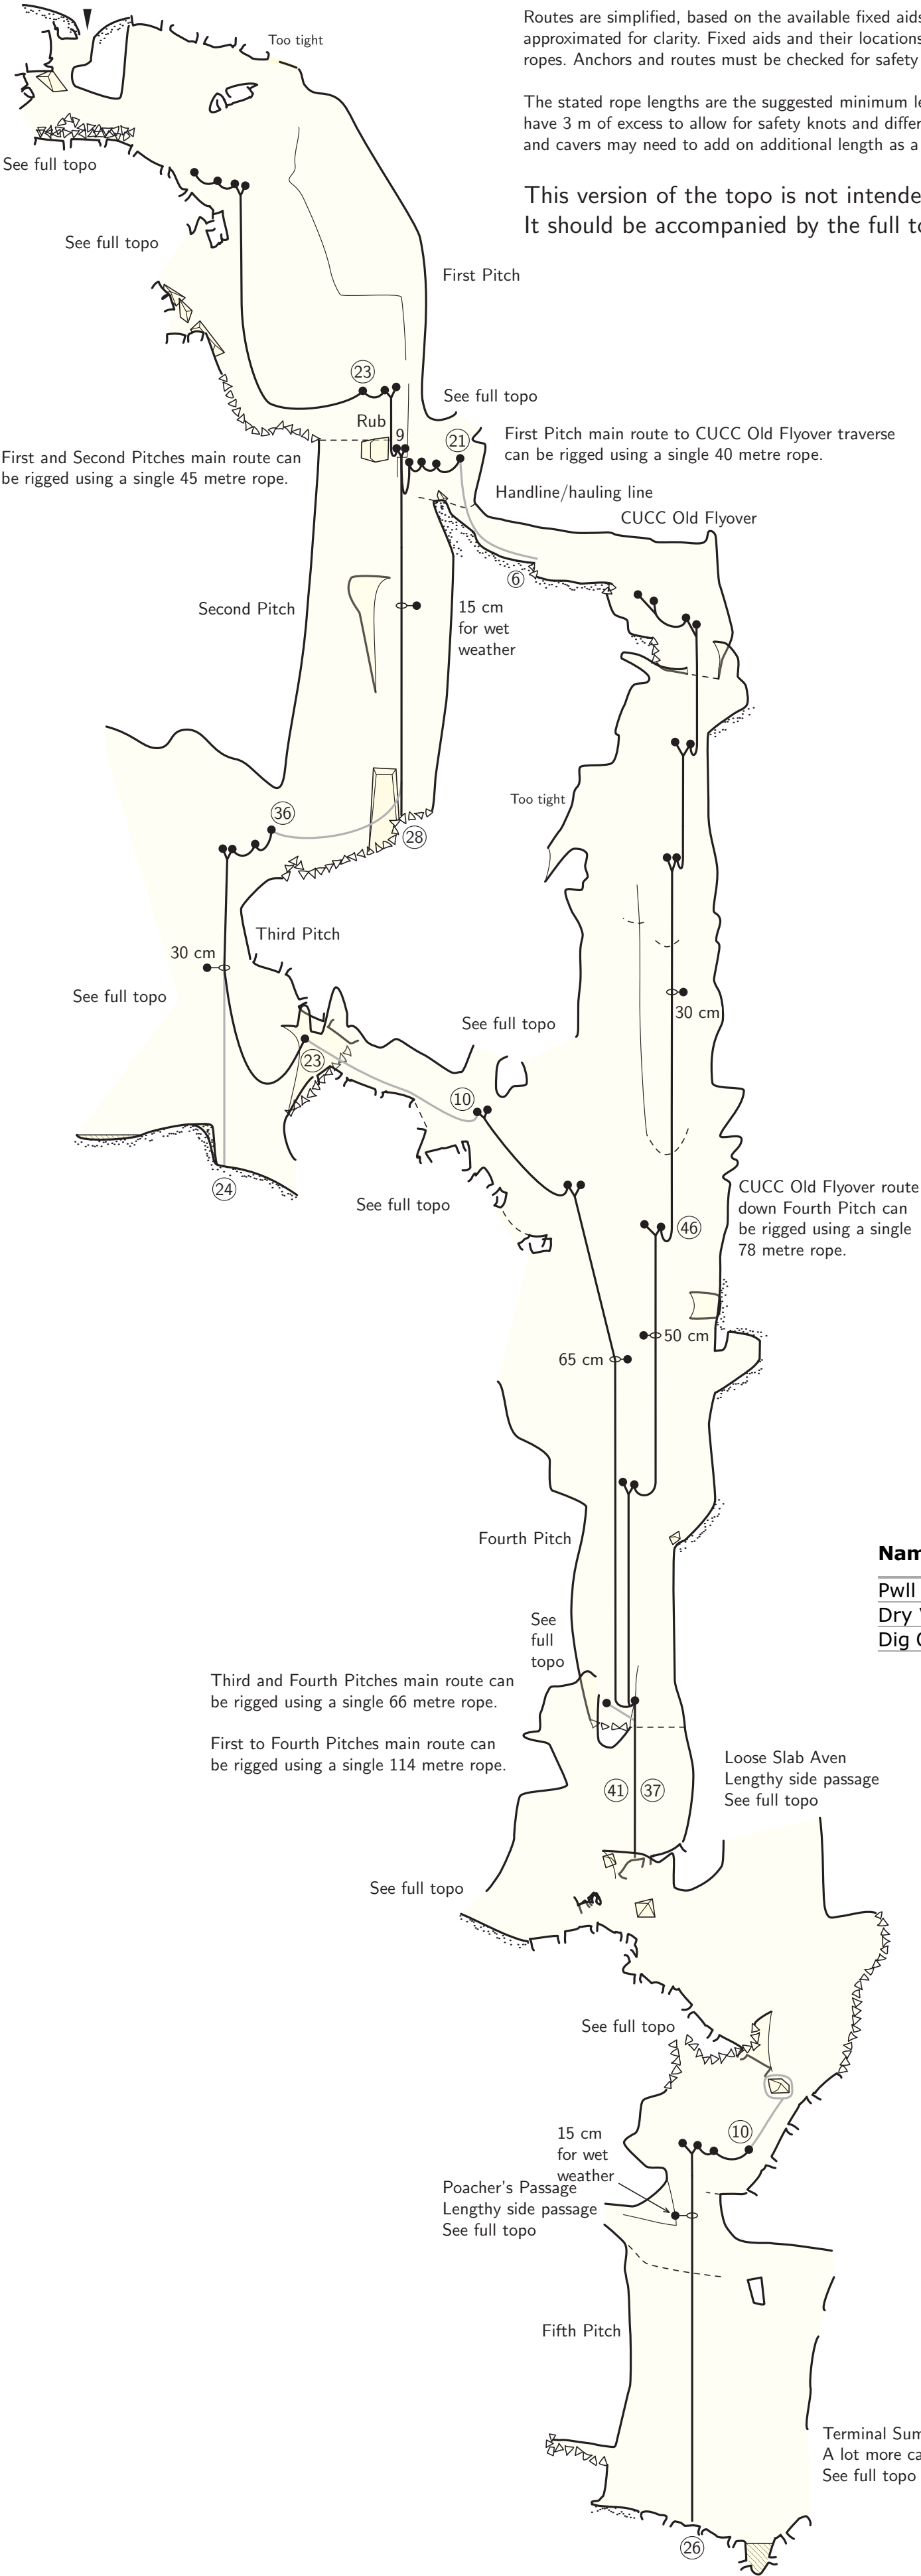 Routes are simplified, based on the available fixed aids
approximated for clarity. Fixed aids and their locations
ropes. Anchors and routes must be checked for safety
The stated rope lengths are the suggested minimum le
have 3 m of excess to allow for safety knots and differ
and cavers may need to add on additional length as a
This version of the topo is not intende
It should be accompanied by the full to
Too tight
See full topo
See full topo
First Pitch
23
See full topo
Rub
9
21
First Pitch main route to CUCC Old Flyover traverse
can be rigged using a single 40 metre rope.
First and Second Pitches main route can
be rigged using a single 45 metre rope.
Handline/hauling line
CUCC Old Flyover
6
Second Pitch
15 cm
for wet
weather
Too tight
36
28
Third Pitch
30 cm
See full topo
30 cm
See full topo
23
10
24
See full topo
46
CUCC Old Flyover route
down Fourth Pitch can
be rigged using a single
78 metre rope.
50 cm
65 cm
Fourth Pitch
Nam
Pwll
Dry
Dig
See
full
topo
Third and Fourth Pitches main route can
be rigged using a single 66 metre rope.
First to Fourth Pitches main route can
be rigged using a single 114 metre rope.
Loose Slab Aven
Lengthy side passage
See full topo
41
37
See full topo
See full topo
10
15 cm
for wet
weather
Poacher's Passage
Lengthy side passage
See full topo
Fifth Pitch
Terminal Sum
A lot more ca
See full topo
26